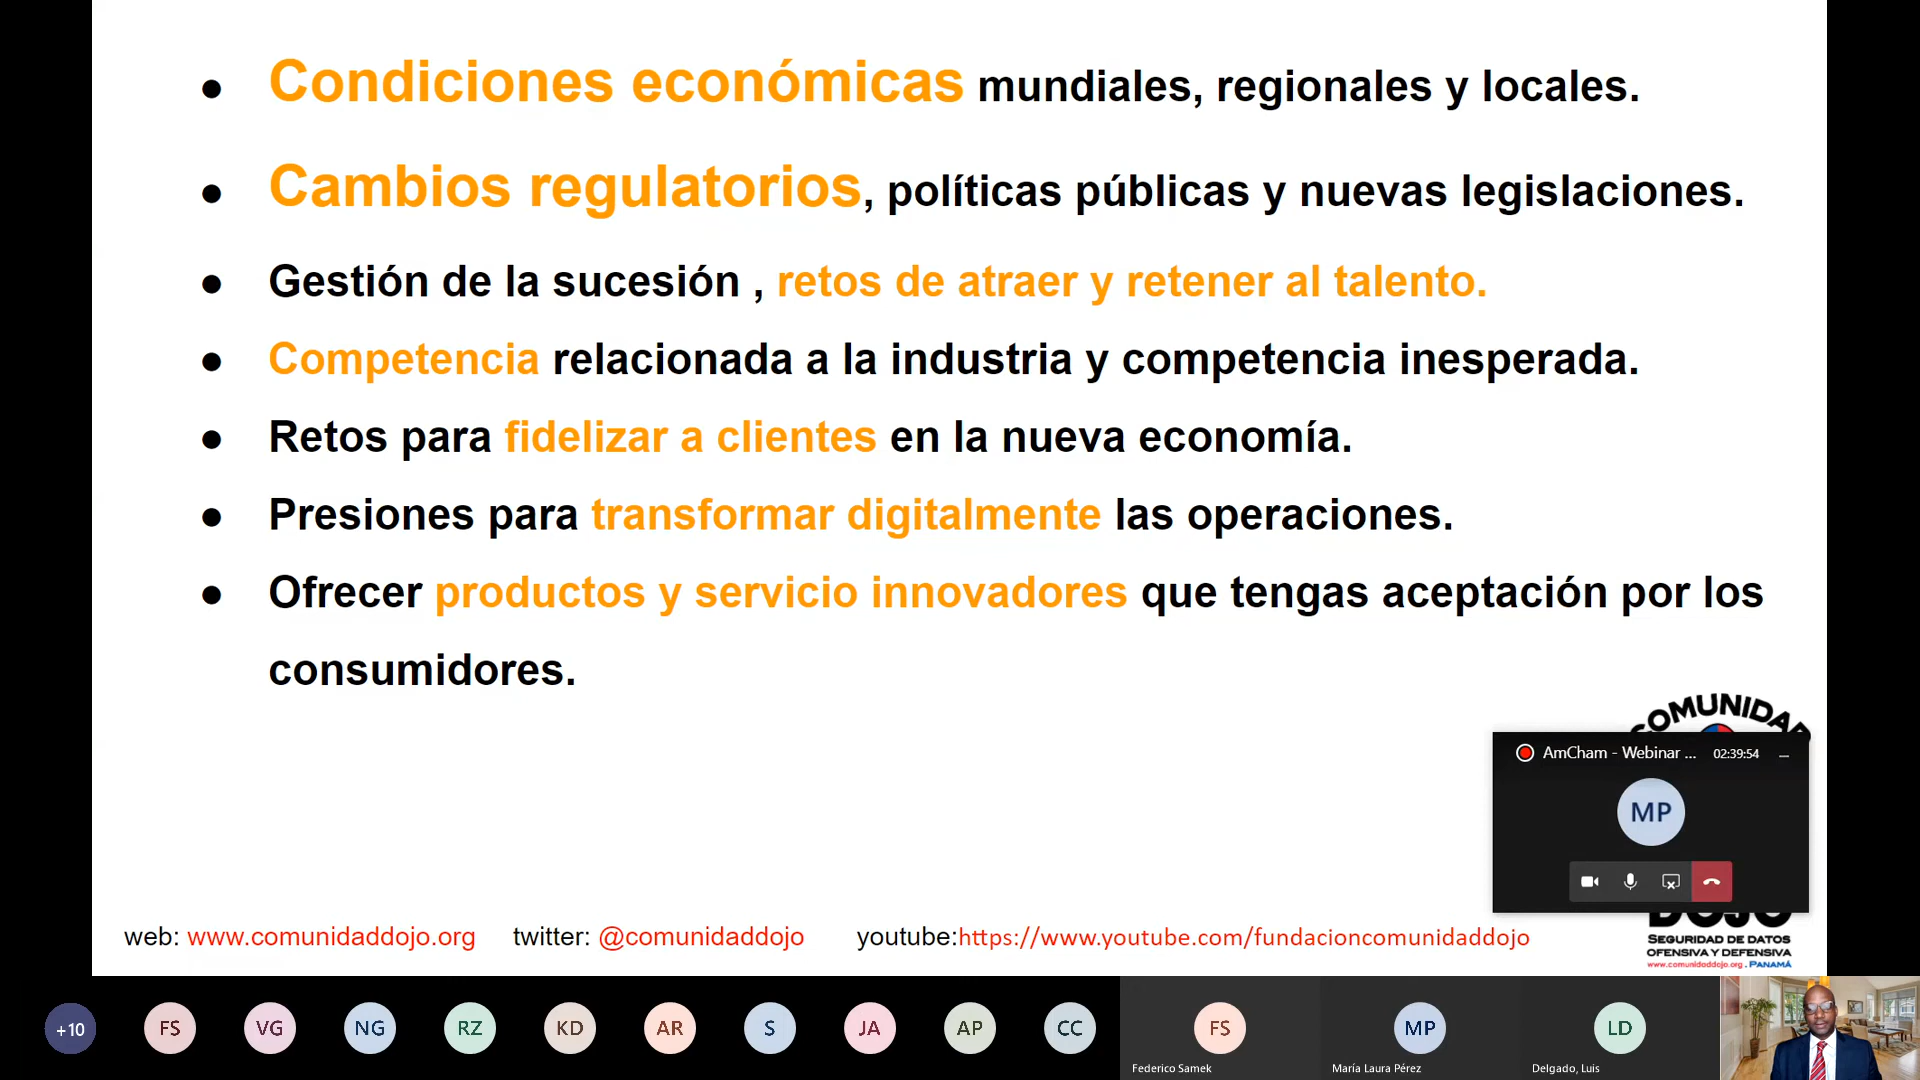 ● Condiciones económicas mundiales, regionales y locales.
● Cambios regulatorios, políticas públicas y nuevas legislaciones.
● Gestión de la sucesión , retos de atraer y retener al talento.
● Competencia relacionada a la industria y competencia inesperada.
● Retos para fidelizar a clientes en la nueva economía.
● Presiones para transformar digitalmente las operaciones.
● Ofrecer productos y servicio innovadores que tengas aceptación por los
consumidores.
COMUNIDAD
AmCham - Webinar ... 02:39:54
MP
DOJO
SEGURIDAD DE DATOS
OFENSIVA Y DEFENSIVA
www.comunidaddojo.org . PANAMÁ
web: www.comunidaddojo.org twitter: @comunidaddojo youtube:https://www.youtube.com/fundacioncomunidaddojo
+10 FS VG NG RZ KD AR S JA AP CC FS MP LD
Federico Samek María Laura Pérez Delgado, Luis